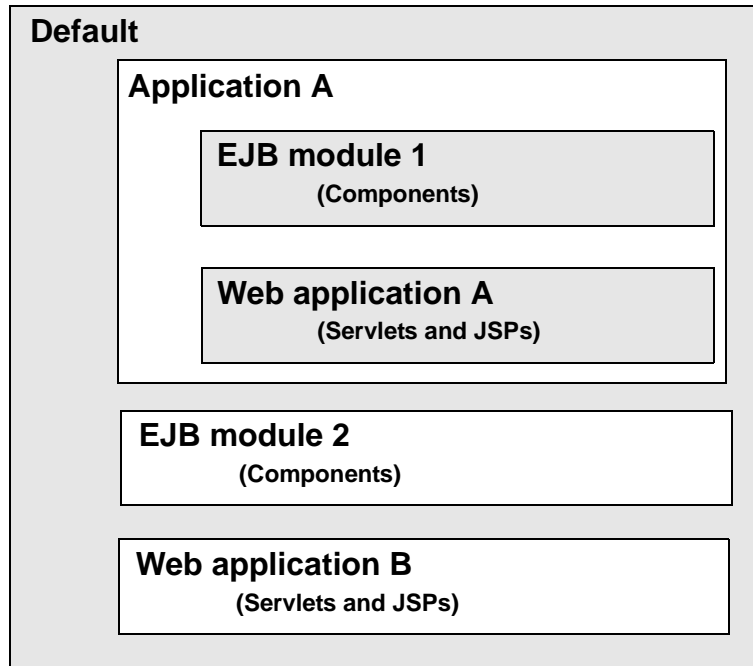 Default
Application A
EJB module 1
(Components)
Web application A
(Servlets and JSPs)
EJB module 2
(Components)
Web application B
(Servlets and JSPs)